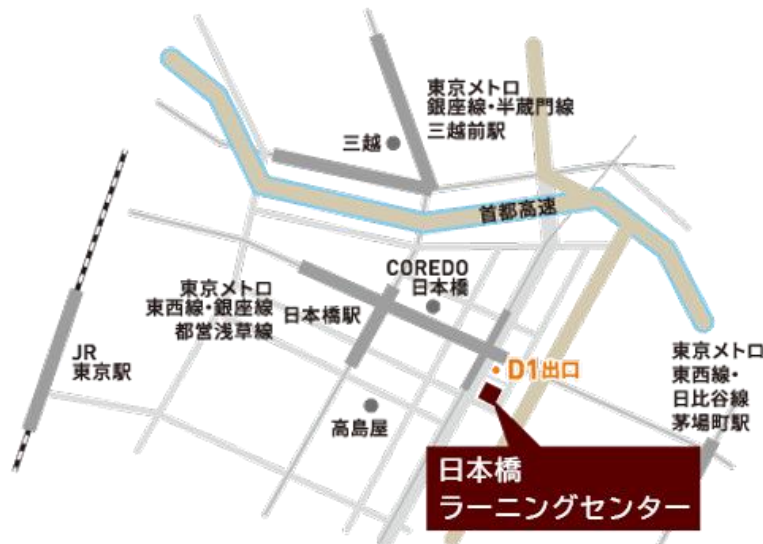 東京メトロ
銀座線・半蔵門線
三越前駅
三越
首都高速
COREDO
日本橋
東京メトロ
東西線・銀座線
都営浅草線
日本橋駅
JR
東京駅
D1出口
東京メトロ
東西線・
日比谷線
茅場町駅
高島屋
日本橋
ラーニングセンター